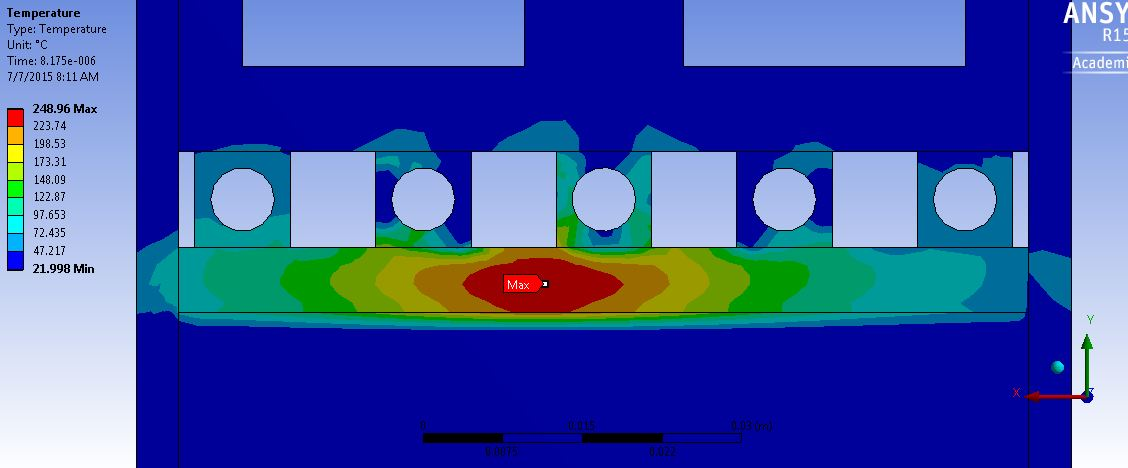 Temperature
Type: Temperature
Unit: °C
Time: 8.175e-006
7/7/2015 8:11 AM
248.96 Max
223.74
198.53
173.31
148.09
122.87
97.653
72.435
47.217
21.998 Min
ANSY
R15
Academi
Max
Y
X
0
0.015
0.03 (m)
0.0075
0.022